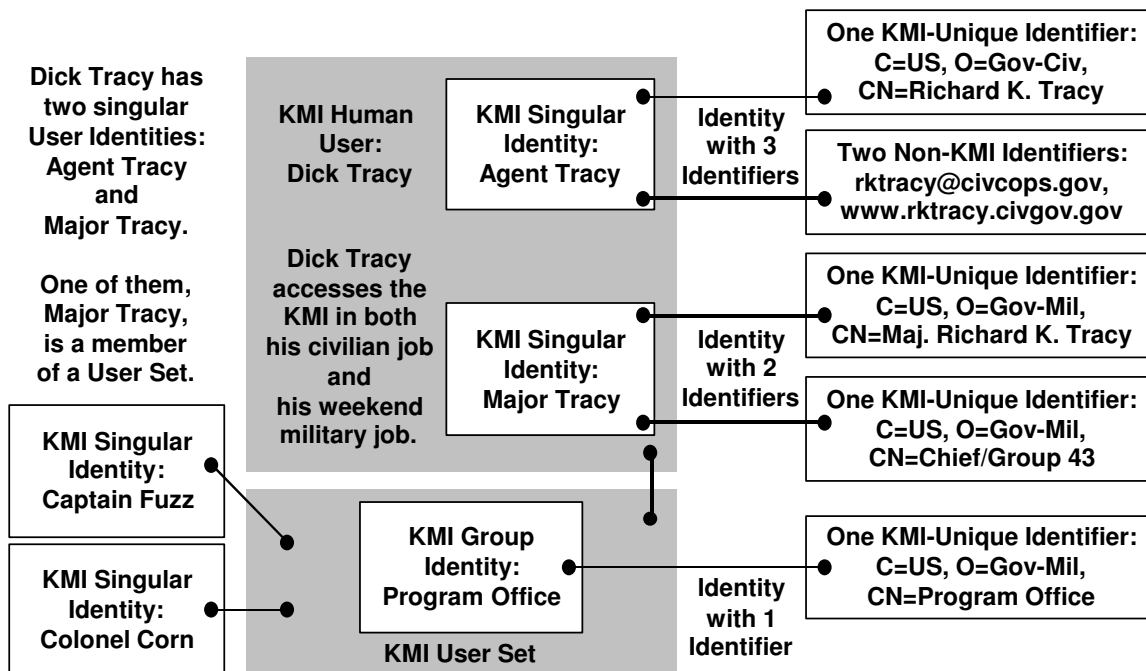 Dick Tracy has
two singular
User Identities:
Agent Tracy
and
Major Tracy.
One of them,
Major Tracy,
is a member
of a User Set.
KMI Singular
Identity:
Captain Fuzz
KMI Singular
Identity:
Colonel Corn
KMI Human
User:
Dick Tracy
Dick Tracy
accesses the
KMI in both
his civilian job
and
his weekend
military job.
KMI Singular
Identity:
Agent Tracy
KMI Singular
Identity:
Major Tracy
KMI Group
Identity:
Program Office
KMI User Set
Identity
with 3
Identifiers
Identity
with 2
Identifiers
Identity
with 1
Identifier
One KMI-Unique Identifier:
C=US, O=Gov-Civ,
CN=Richard K. Tracy
Two Non-KMI Identifiers:
rktracy@civcops.gov,
www.rktracy.civgov.gov
One KMI-Unique Identifier:
C=US, O=Gov-Mil,
CN=Maj. Richard K. Tracy
One KMI-Unique Identifier:
C=US, O=Gov-Mil,
CN=Chief/Group 43
One KMI-Unique Identifier:
C=US, O=Gov-Mil,
CN=Program Office